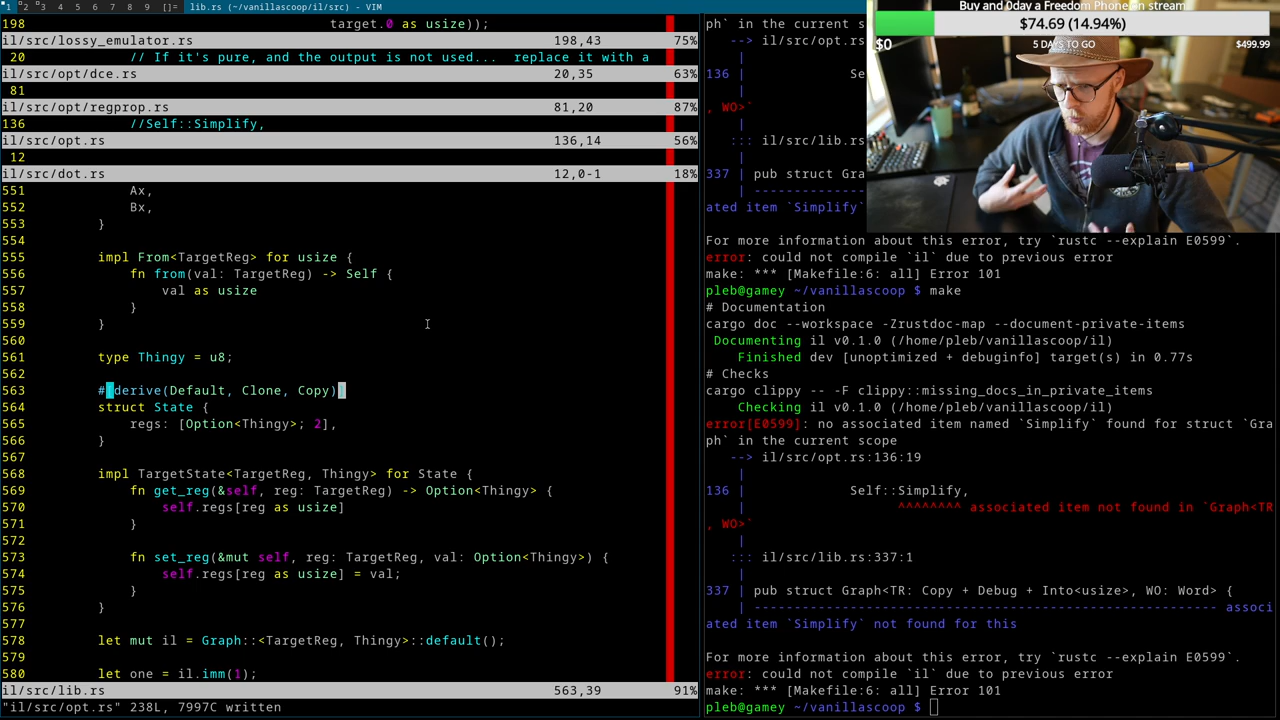 1 2 3 4 5 6 7 8 9 []= lib.rs (~/vanillascoop/il/src) - VIM
198 target.0 as usize));
il/src/lossy_emulator.rs 198,43 75%
20 // If it's pure, and the output is not used... replace it with a
il/src/opt/dce.rs 20,35 63%
81
il/src/opt/regprop.rs 81,20 87%
136 //Self::Simplify,
il/src/opt.rs 136,14 56%
12
il/src/dot.rs 12,0-1 18%
551 Ax,
552 Bx,
553 }
554
555 impl From<TargetReg> for usize {
556 fn from(val: TargetReg) -> Self {
557 val as usize
558 }
559 }
560
561 type Thingy = u8;
562
563 #[derive(Default, Clone, Copy)]
564 struct State {
565 regs: [Option<Thingy>; 2],
566 }
567
568 impl TargetState<TargetReg, Thingy> for State {
569 fn get_reg(&self, reg: TargetReg) -> Option<Thingy> {
570 self.regs[reg as usize]
571 }
572
573 fn set_reg(&mut self, reg: TargetReg, val: Option<Thingy>) {
574 self.regs[reg as usize] = val;
575 }
576 }
577
578 let mut il = Graph::<TargetReg, Thingy>::default();
579
580 let one = il.imm(1);
il/src/lib.rs 563,39 91%
"il/src/opt.rs" 238L, 7997C written
ph` in the current s
--> il/src/opt.rs
|
136 | Se
|
, WO>`
|
::: il/src/lib.rs
|
337 | pub struct Gra
| ---------------
ated item `Simplify`
For more information about this error, try `rustc --explain E0599`.
error: could not compile `il` due to previous error
make: *** [Makefile:6: all] Error 101
pleb@gamey ~/vanillascoop $ make
# Documentation
cargo doc --workspace -Zrustdoc-map --document-private-items
Documenting il v0.1.0 (/home/pleb/vanillascoop/il)
Finished dev [unoptimized + debuginfo] target(s) in 0.77s
# Checks
cargo clippy -- -F clippy::missing_docs_in_private_items
Checking il v0.1.0 (/home/pleb/vanillascoop/il)
error[E0599]: no associated item named `Simplify` found for struct `Gra
ph` in the current scope
--> il/src/opt.rs:136:19
|
136 | Self::Simplify,
| ^^^^^^^^ associated item not found in `Graph<TR
, WO>`
|
::: il/src/lib.rs:337:1
|
337 | pub struct Graph<TR: Copy + Debug + Into<usize>, WO: Word> {
| ---------------------------------------------------------- associ
ated item `Simplify` not found for this
For more information about this error, try `rustc --explain E0599`.
error: could not compile `il` due to previous error
make: *** [Makefile:6: all] Error 101
pleb@gamey ~/vanillascoop $
Buy and 0day a Freedom Phone on stream
$74.69 (14.94%)
$0 5 DAYS TO GO $499.99